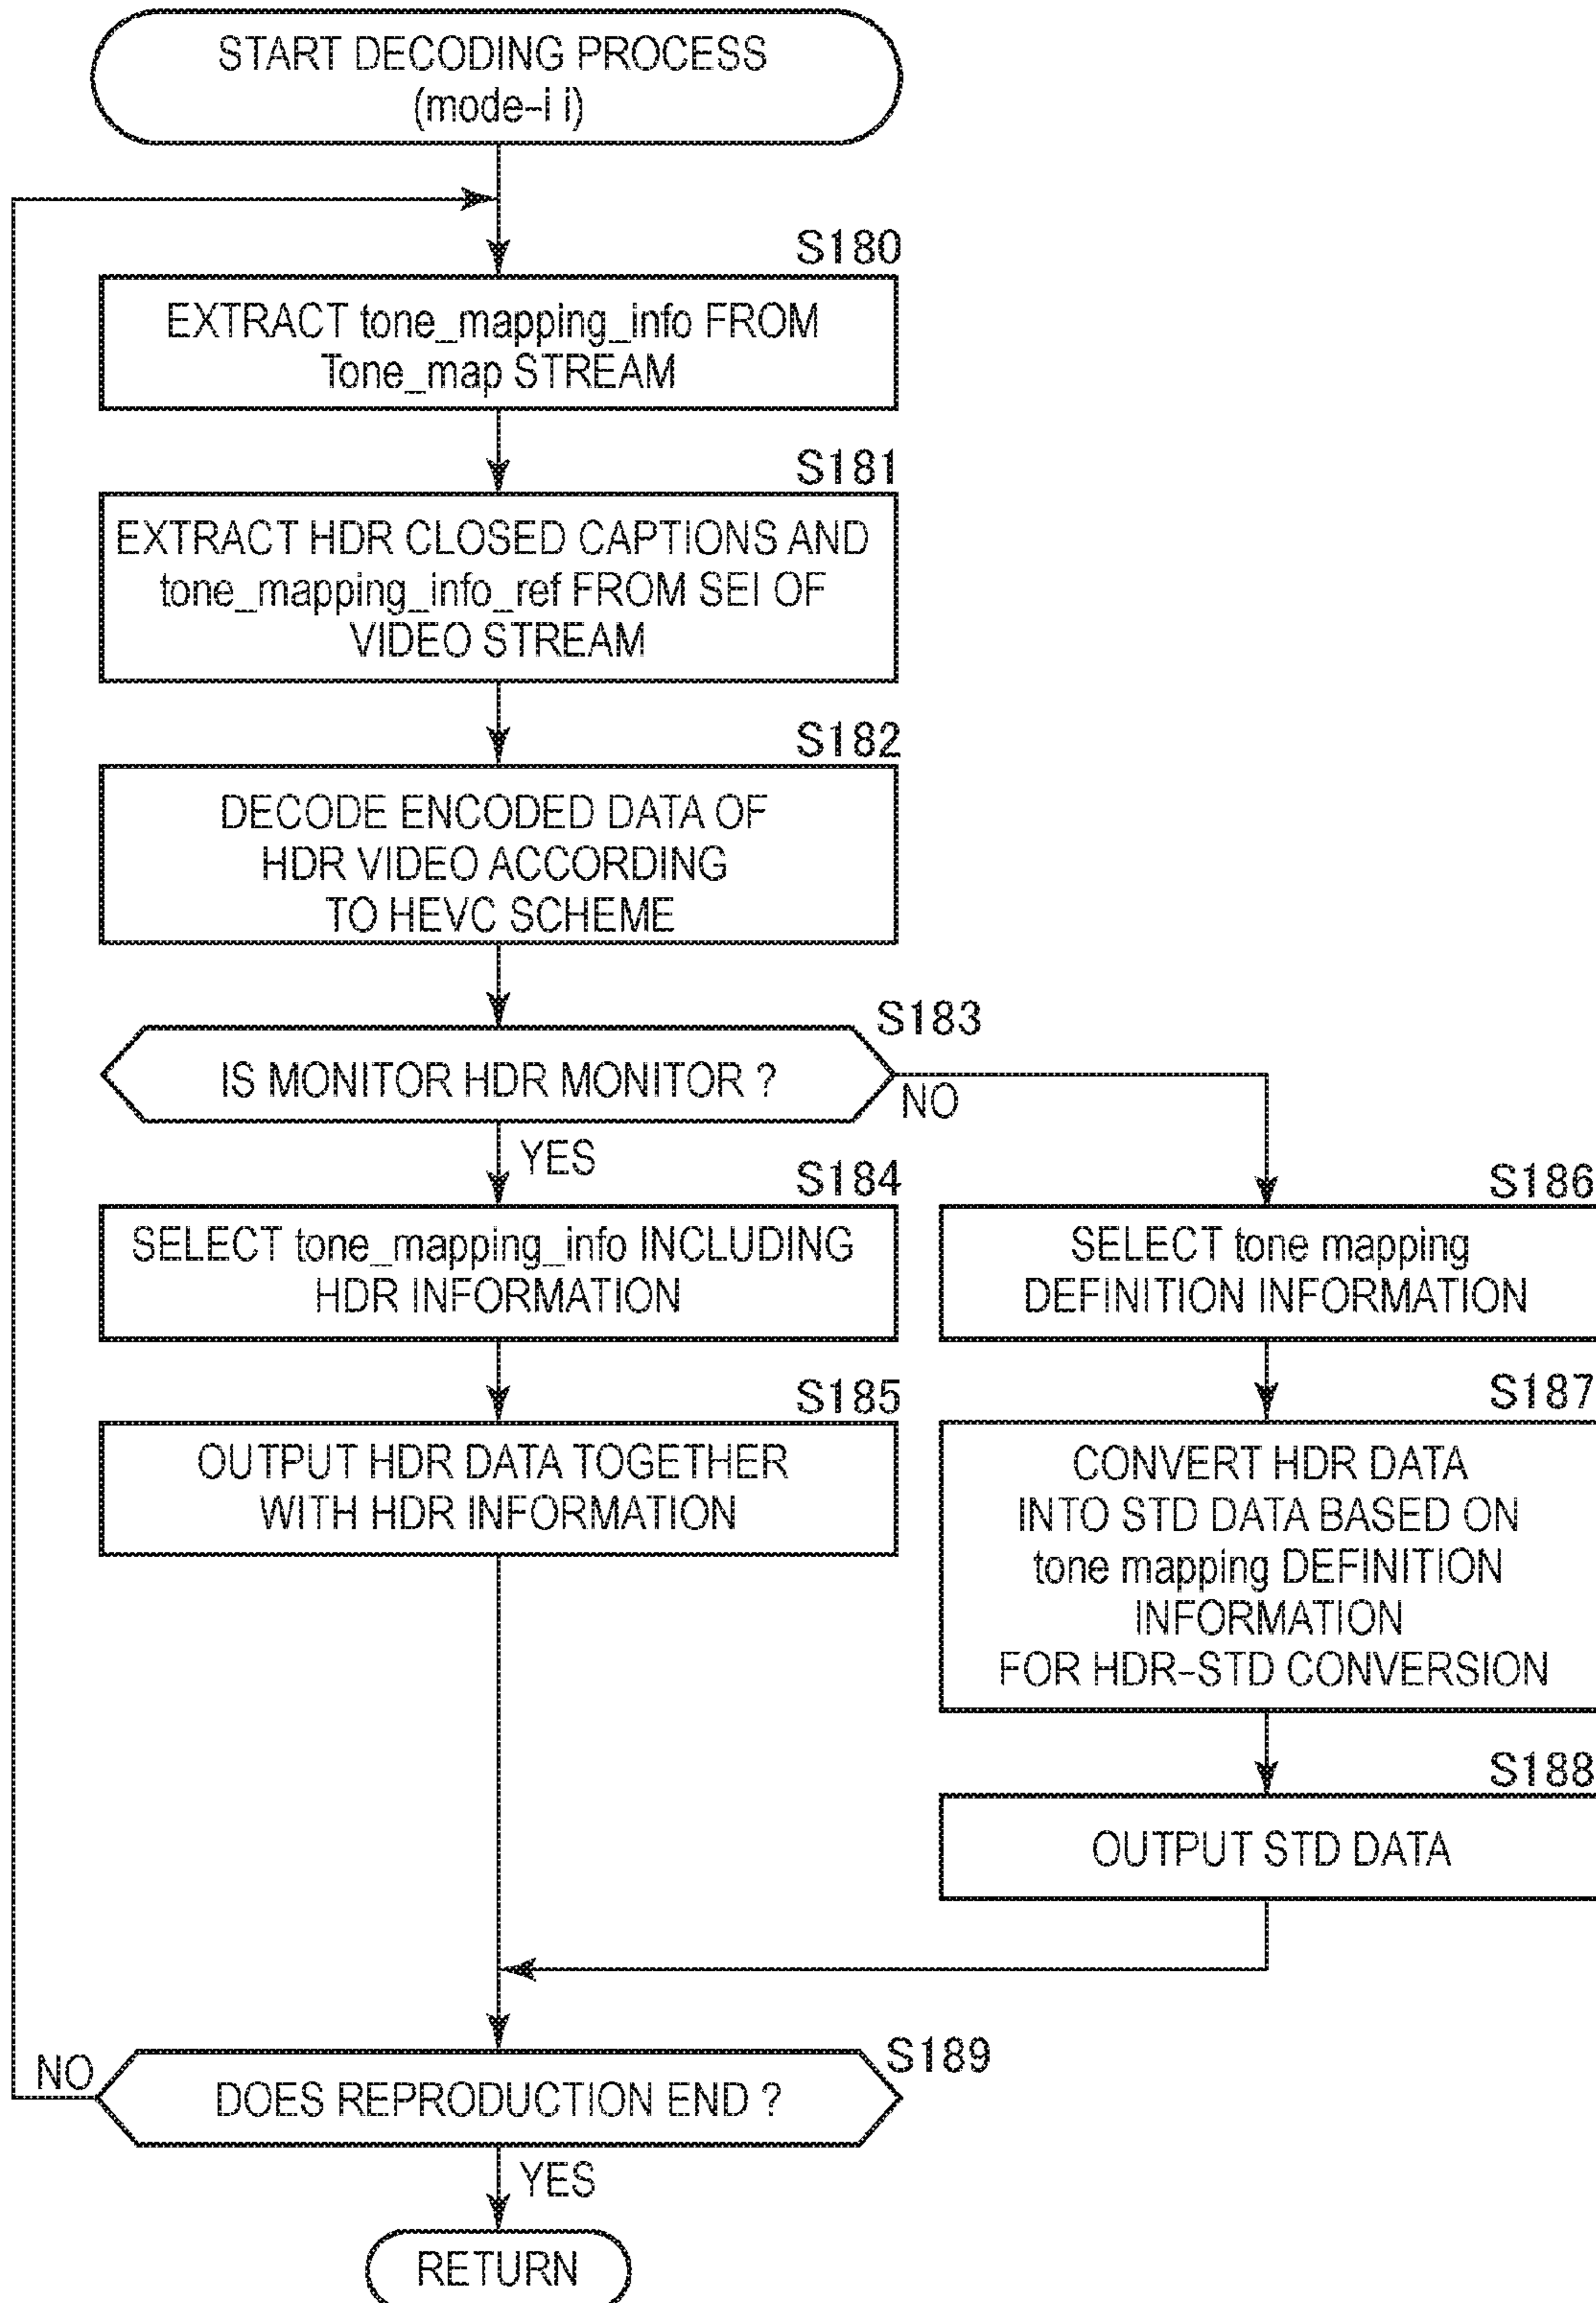 START DECODING PROCESS
(mode-i i)
S180
EXTRACT tone_mapping_info FROM
Tone_map STREAM
S181
EXTRACT HDR CLOSED CAPTIONS AND
tone_mapping_info_ref FROM SEI OF
VIDEO STREAM
S182
DECODE ENCODED DATA OF
HDR VIDEO ACCORDING
TO HEVC SCHEME
S183
IS MONITOR HDR MONITOR ?
NO
YES
S184
SELECT tone_mapping_info INCLUDING
HDR INFORMATION
S185
OUTPUT HDR DATA TOGETHER
WITH HDR INFORMATION
S186
SELECT tone mapping
DEFINITION INFORMATION
S187
CONVERT HDR DATA
INTO STD DATA BASED ON
tone mapping DEFINITION
INFORMATION
FOR HDR-STD CONVERSION
S188
OUTPUT STD DATA
S189
NO
DOES REPRODUCTION END ?
YES
RETURN